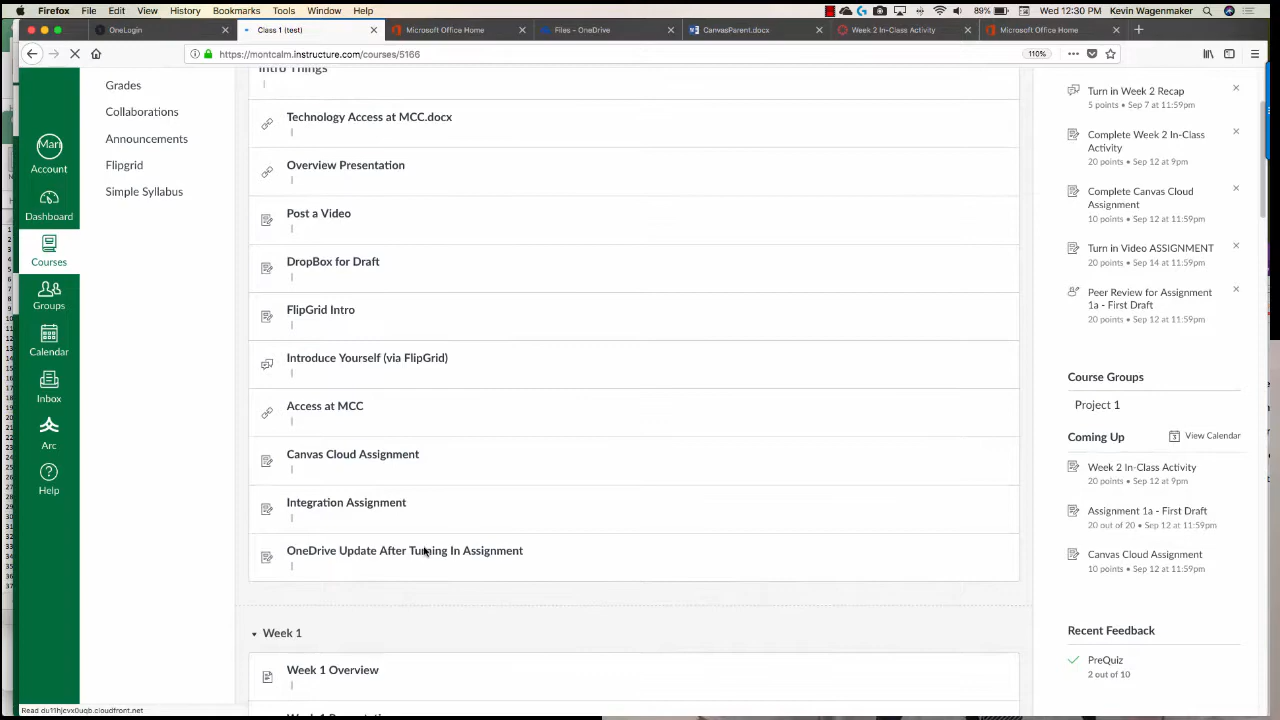 Firefox File Edit View History Bookmarks Tools Window Help 89% Wed 12:30 PM Kevin Wagenmaker
OneLogin
Class 1 (test)
Microsoft Office Home
Files - OneDrive
CanvasParent.docx
Week 2 In-Class Activity
Microsoft Office Home
https://montcalm.instructure.com/courses/5166
110%
Account
Dashboard
Courses
Groups
Calendar
Inbox
Arc
Help
Grades
Collaborations
Announcements
Flipgrid
Simple Syllabus
Intro Things
Technology Access at MCC.docx
Overview Presentation
Post a Video
DropBox for Draft
FlipGrid Intro
Introduce Yourself (via FlipGrid)
Access at MCC
Canvas Cloud Assignment
Integration Assignment
OneDrive Update After Turning In Assignment
Week 1
Week 1 Overview
Turn in Week 2 Recap
5 points • Sep 7 at 11:59pm
Complete Week 2 In-Class
Activity
20 points • Sep 12 at 9pm
Complete Canvas Cloud
Assignment
10 points • Sep 12 at 11:59pm
Turn in Video ASSIGNMENT
20 points • Sep 14 at 11:59pm
Peer Review for Assignment
1a - First Draft
20 points • Sep 12 at 11:59pm
Course Groups
Project 1
Coming Up
View Calendar
Week 2 In-Class Activity
20 points • Sep 12 at 9pm
Assignment 1a - First Draft
20 out of 20 • Sep 12 at 11:59pm
Canvas Cloud Assignment
10 points • Sep 12 at 11:59pm
Recent Feedback
PreQuiz
2 out of 10
Read du11hjcvx0uqb.cloudfront.net